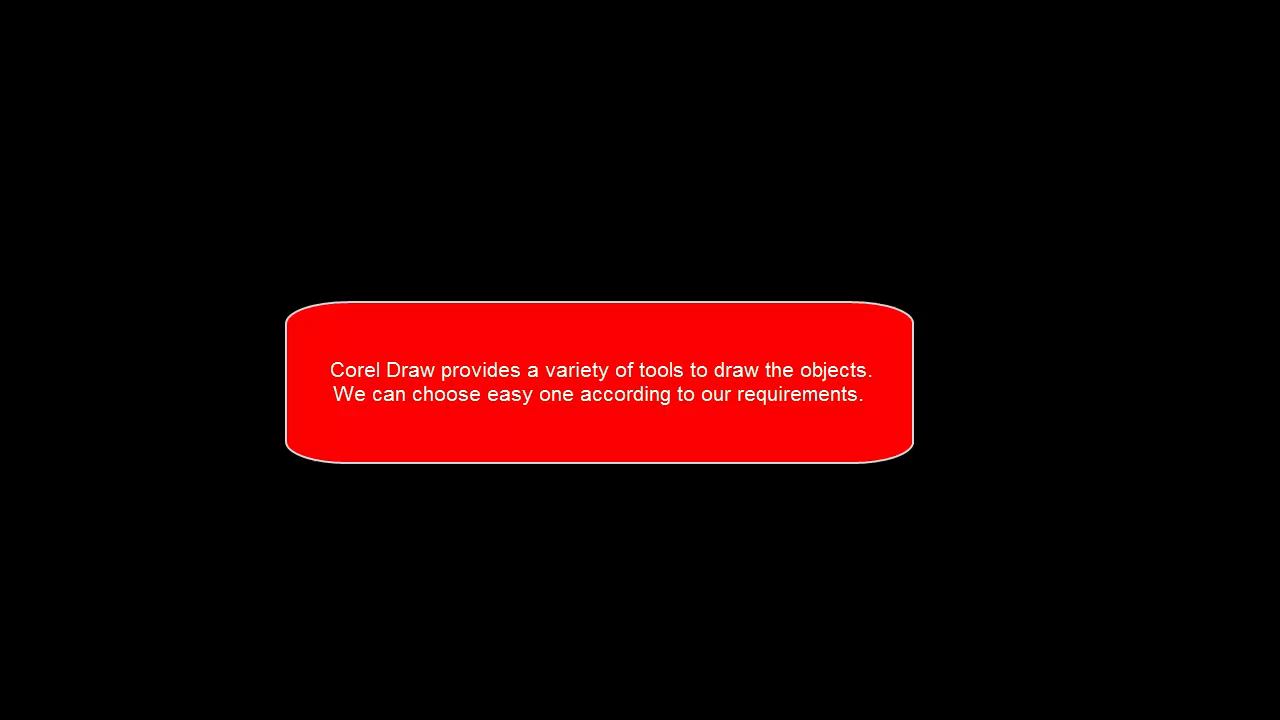 Corel Draw provides a variety of tools to draw the objects.
We can choose easy one according to our requirements.